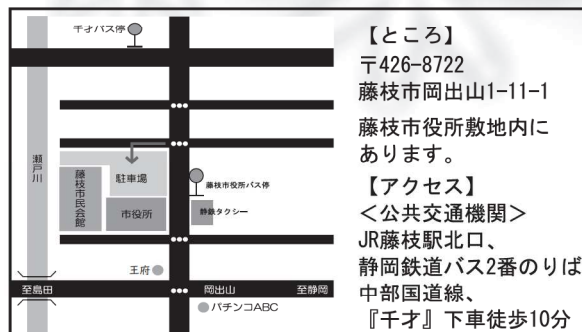 千才バス停
瀬戸川
藤枝市民会館
駐車場
市役所
藤枝市役所バス停
静鉄タクシー
王府
至島田
岡出山
至静岡
パチンコABC
【ところ】
〒426-8722
藤枝市岡出山1-11-1
藤枝市役所敷地内に
あります。
【アクセス】
<公共交通機関>
JR藤枝駅北口、
静岡鉄道バス2番のりば
中部国道線、
『千才』下車徒歩10分